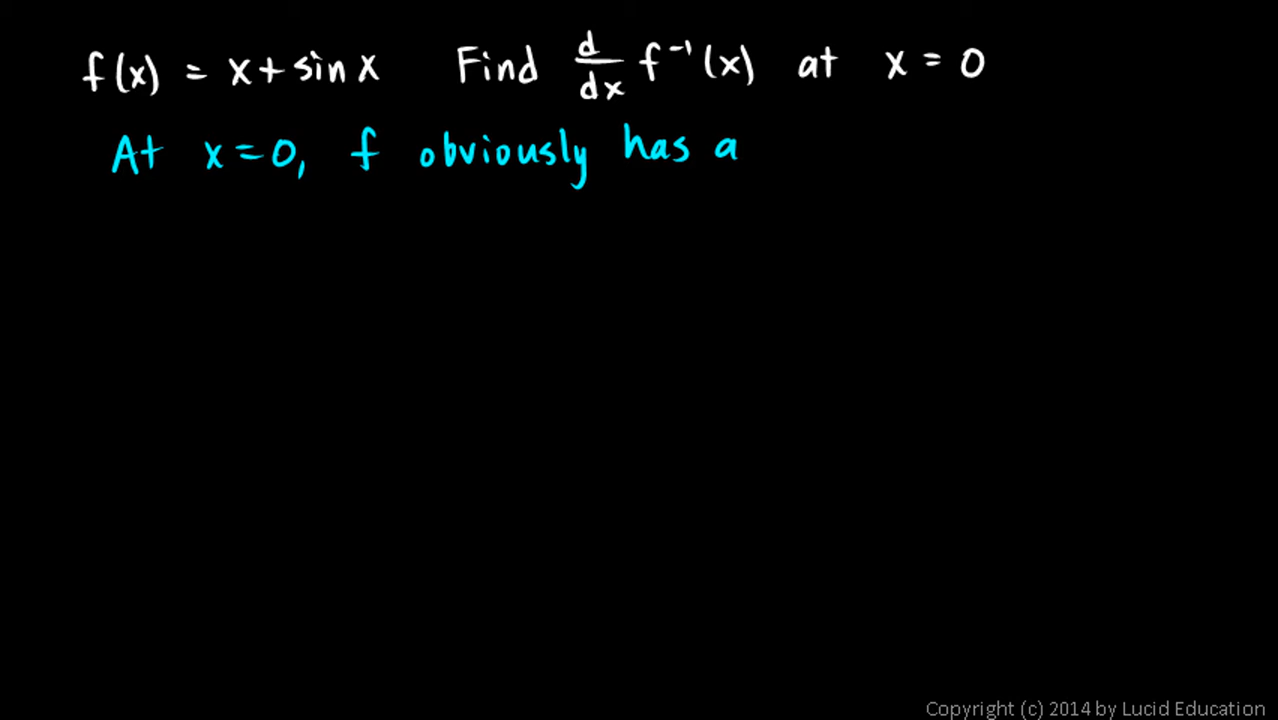 f(x) = x + sin x Find d/dx f⁻¹(x) at x = 0
At x = 0, f obviously has a
Copyright (c) 2014 by Lucid Education